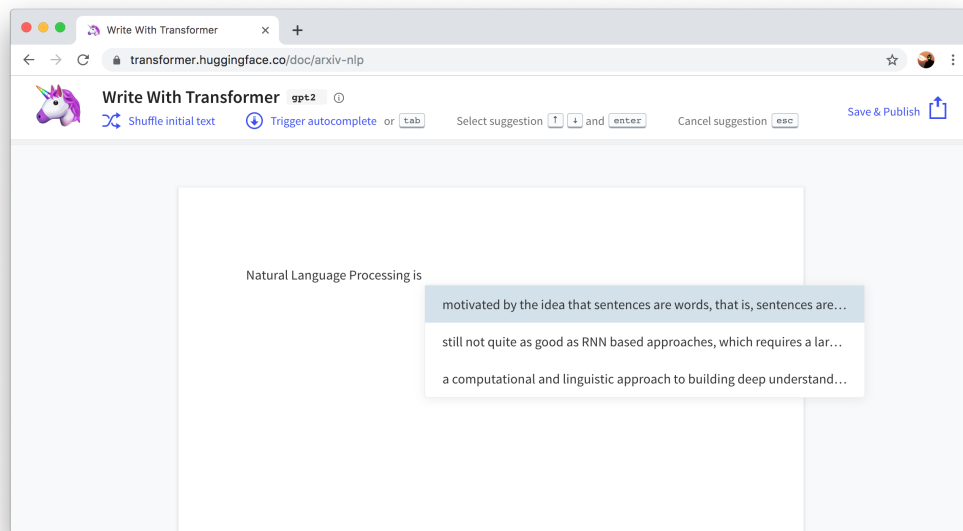 Write With Transformer
transformer.huggingface.co/doc/arxiv-nlp
Write With Transformer gpt2
Shuffle initial text Trigger autocomplete or tab Select suggestion ↑ ↓ and enter Cancel suggestion esc
Save & Publish
Natural Language Processing is
motivated by the idea that sentences are words, that is, sentences are…
still not quite as good as RNN based approaches, which requires a lar…
a computational and linguistic approach to building deep understand…